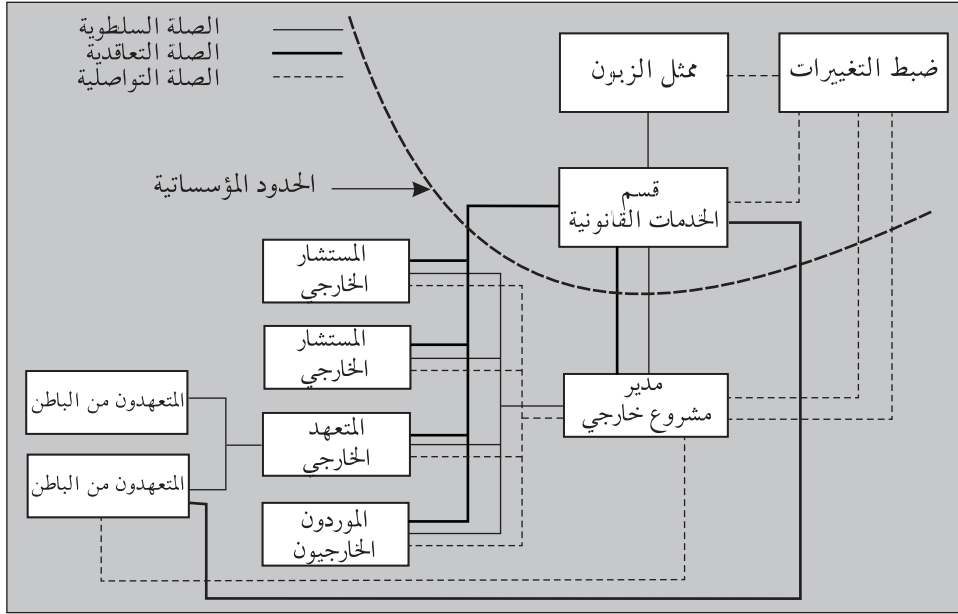 الصلة السلطوية
الصلة التعاقدية
الصلة التواصلية
ممثل الزبون
ضبط التغييرات
الحدود المؤسساتية
قسم
الخدمات القانونية
المستشار
الخارجي
المستشار
الخارجي
مدير
مشروع خارجي
المتعهدون من الباطن
المتعهد
الخارجي
المتعهدون من الباطن
الموردون
الخارجيون